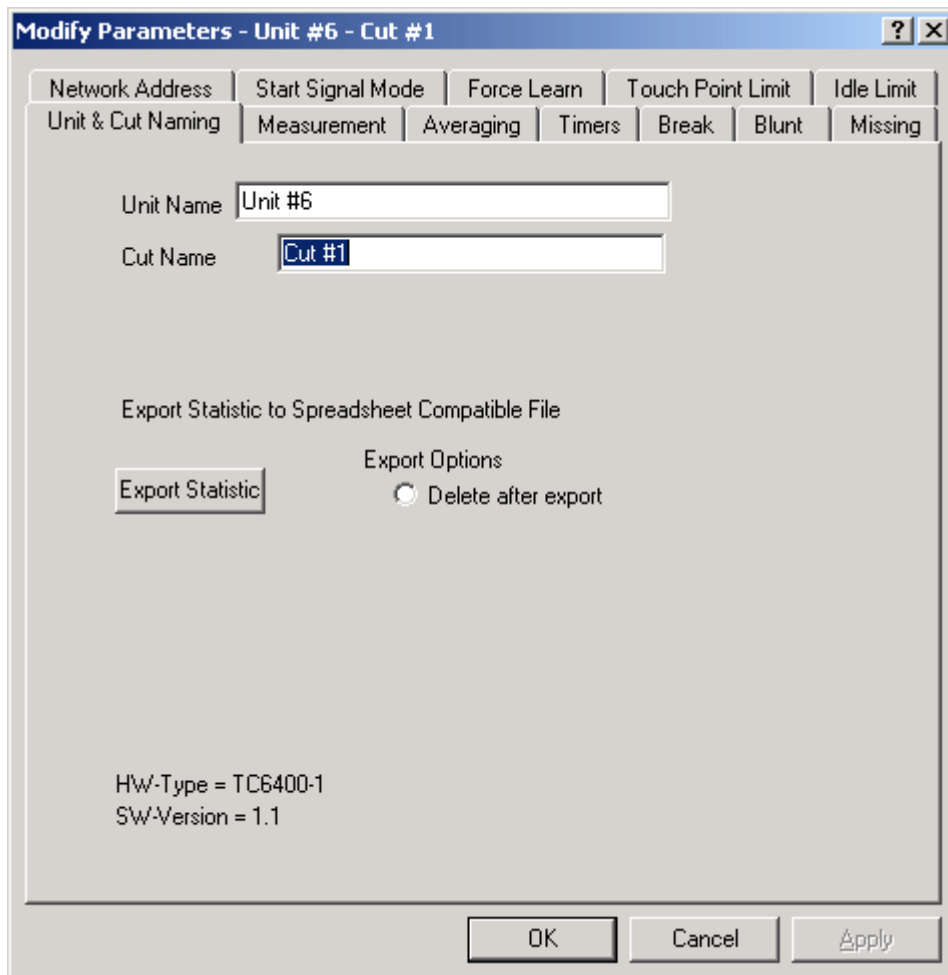 Modify Parameters - Unit #6 - Cut #1
Network Address Start Signal Mode Force Learn Touch Point Limit Idle Limit
Unit & Cut Naming Measurement Averaging Timers Break Blunt Missing
Unit Name Unit #6
Cut Name Cut #1
Export Statistic to Spreadsheet Compatible File
Export Options
Export Statistic Delete after export
HW-Type = TC6400-1
SW-Version = 1.1
OK Cancel Apply